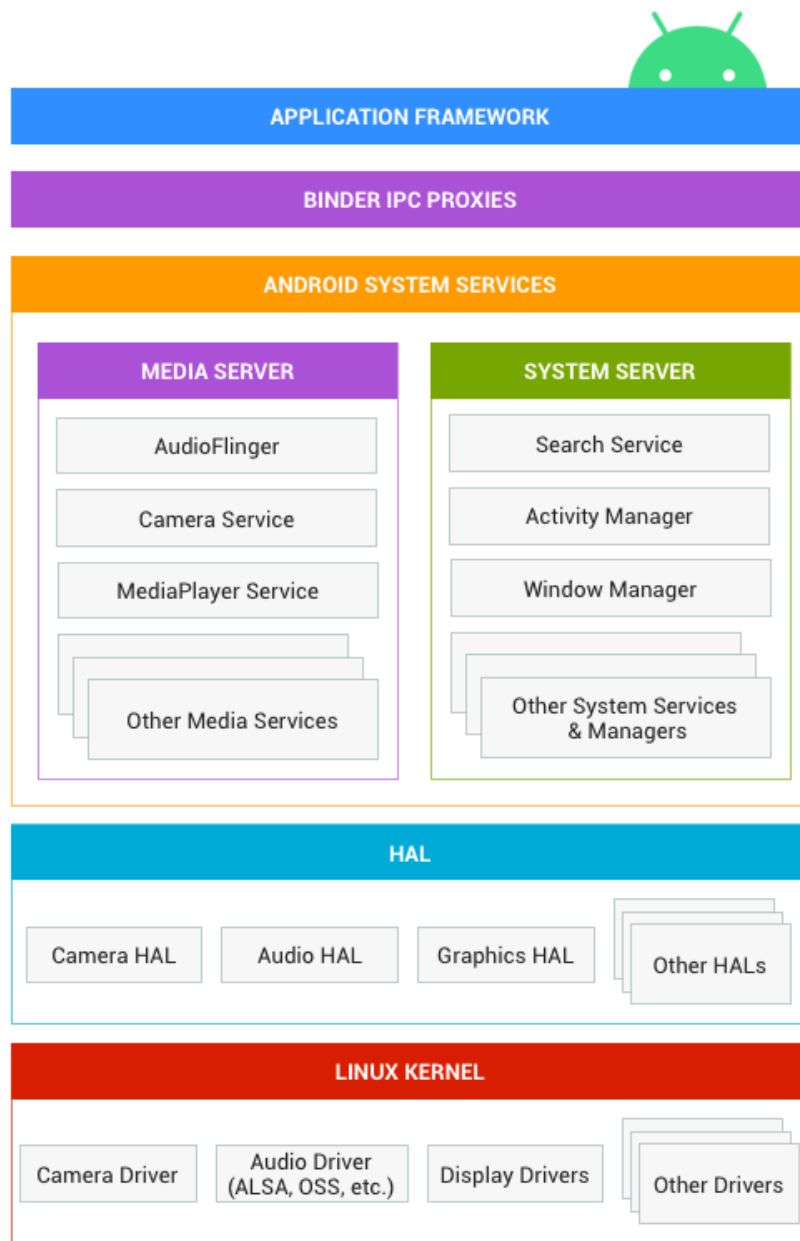 APPLICATION FRAMEWORK
BINDER IPC PROXIES
ANDROID SYSTEM SERVICES
MEDIA SERVER
AudioFlinger
Camera Service
MediaPlayer Service
Other Media Services
SYSTEM SERVER
Search Service
Activity Manager
Window Manager
Other System Services
& Managers
HAL
Camera HAL
Audio HAL
Graphics HAL
Other HALs
LINUX KERNEL
Camera Driver
Audio Driver
(ALSA, OSS, etc.)
Display Drivers
Other Drivers